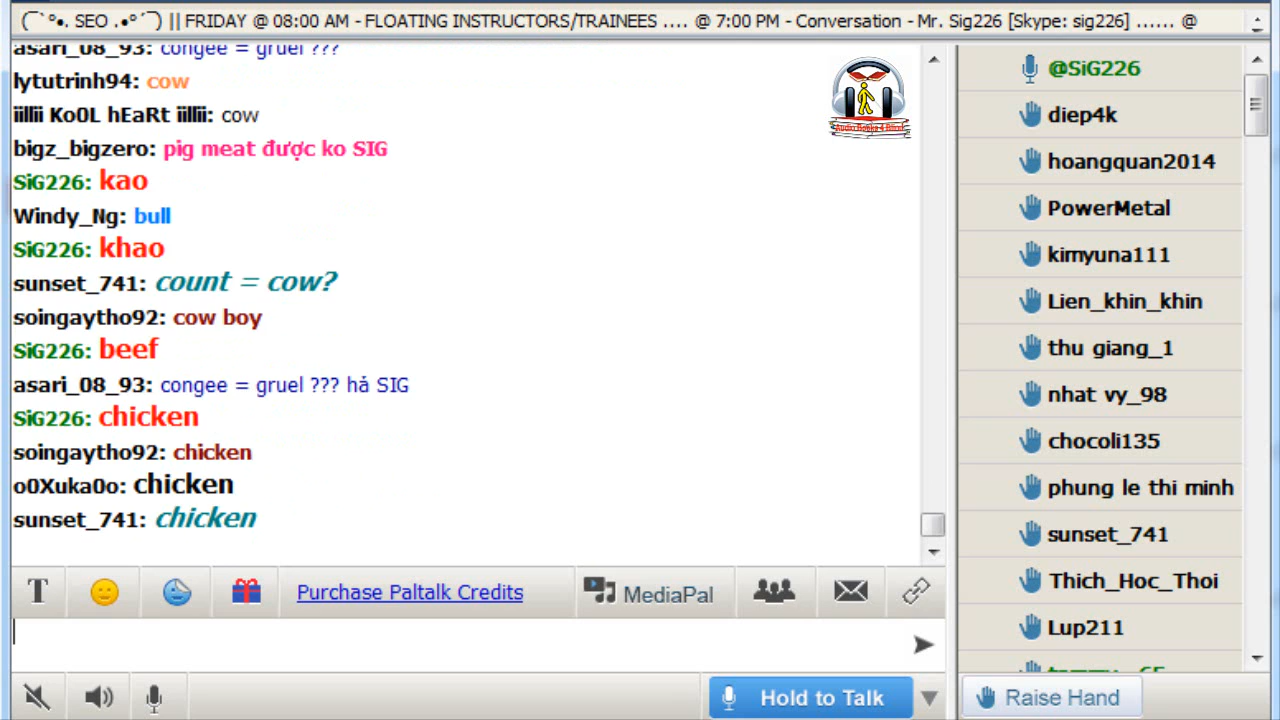 (¯`°•. SEO .•°´¯) || FRIDAY @ 08:00 AM - FLOATING INSTRUCTORS/TRAINEES .... @ 7:00 PM - Conversation - Mr. Sig226 [Skype: sig226] ...... @
asari_08_93: congee = gruel ???
lytutrinh94: cow
iillii Ko0L hEaRt iillii: cow
bigz_bigzero: pig meat được ko SIG
SiG226: kao
Windy_Ng: bull
SiG226: khao
sunset_741: count = cow?
soingaytho92: cow boy
SiG226: beef
asari_08_93: congee = gruel ??? hả SIG
SiG226: chicken
soingaytho92: chicken
o0Xuka0o: chicken
sunset_741: chicken
T
Purchase Paltalk Credits
MediaPal
Hold to Talk
@SiG226
diep4k
hoangquan2014
PowerMetal
kimyuna111
Lien_khin_khin
thu giang_1
nhat vy_98
chocoli135
phung le thi minh
sunset_741
Thich_Hoc_Thoi
Lup211
Raise Hand